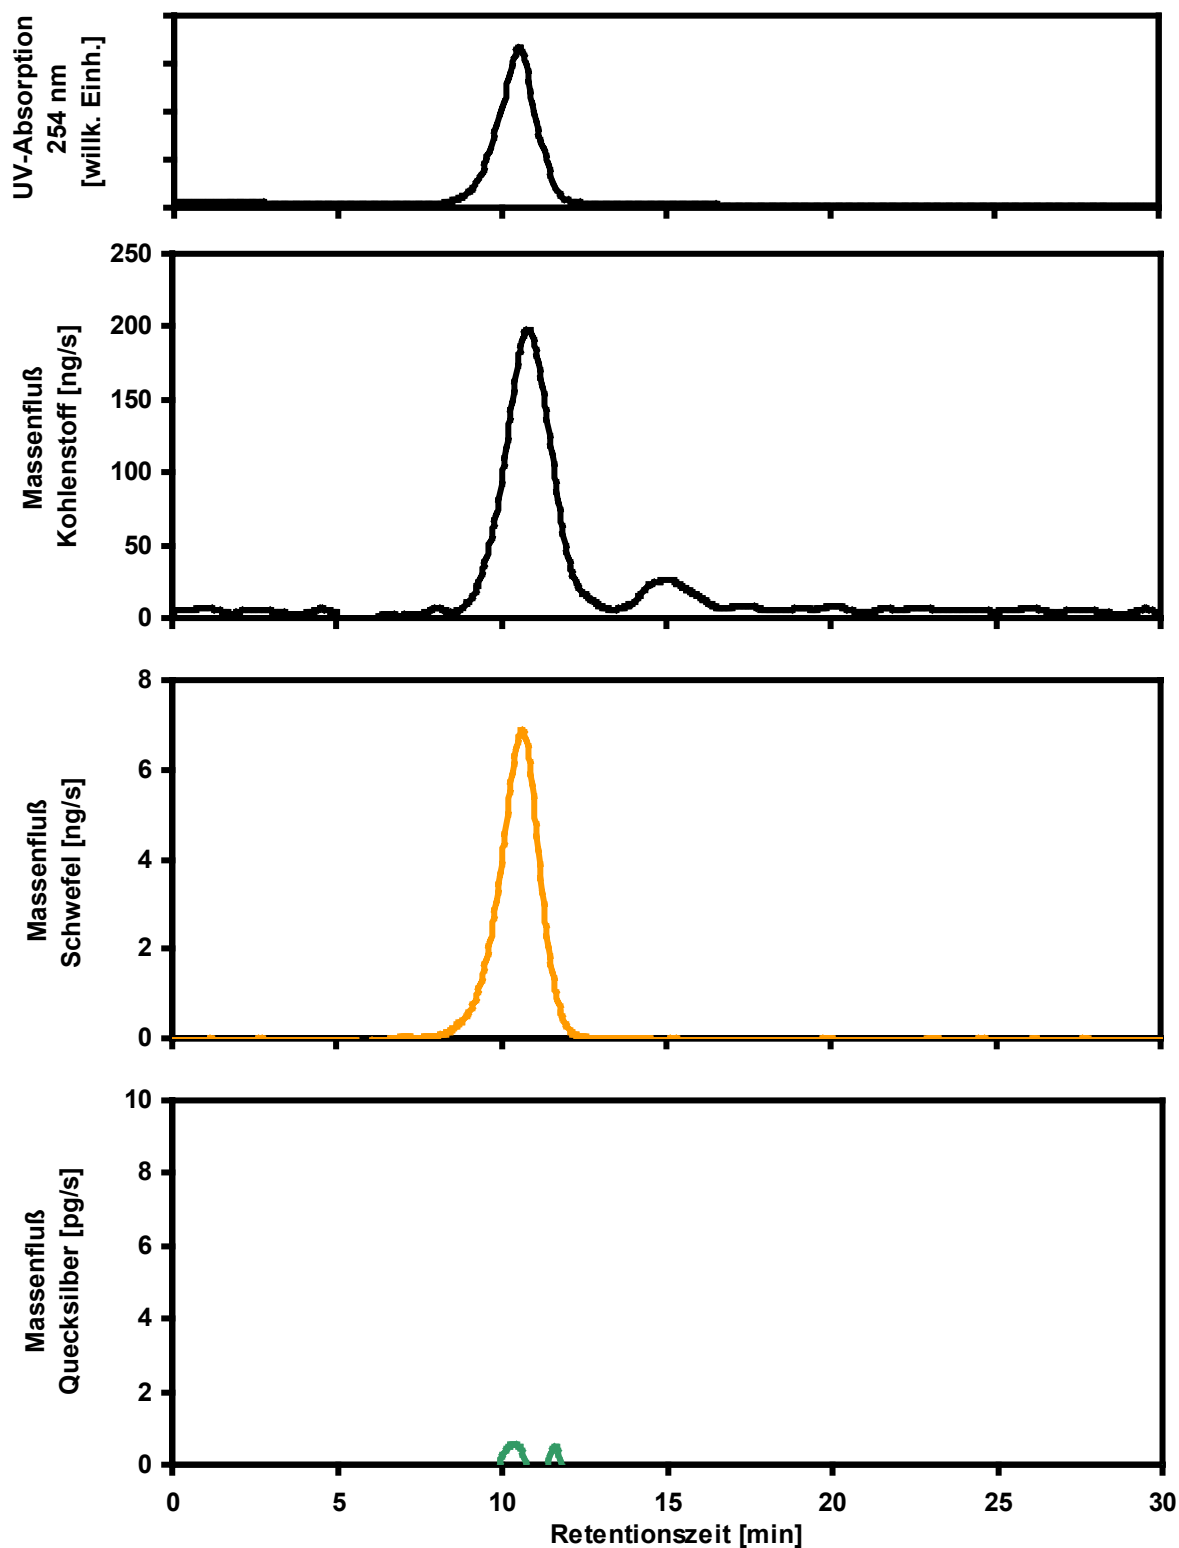 UV-Absorption
254 nm
[willk. Einh.]
250
200
150
100
50
0
Massenfluß
Kohlenstoff [ng/s]
8
6
4
2
0
Massenfluß
Schwefel [ng/s]
10
8
6
4
2
0
Massenfluß
Quecksilber [pg/s]
0 5 10 15 20 25 30
Retentionszeit [min]